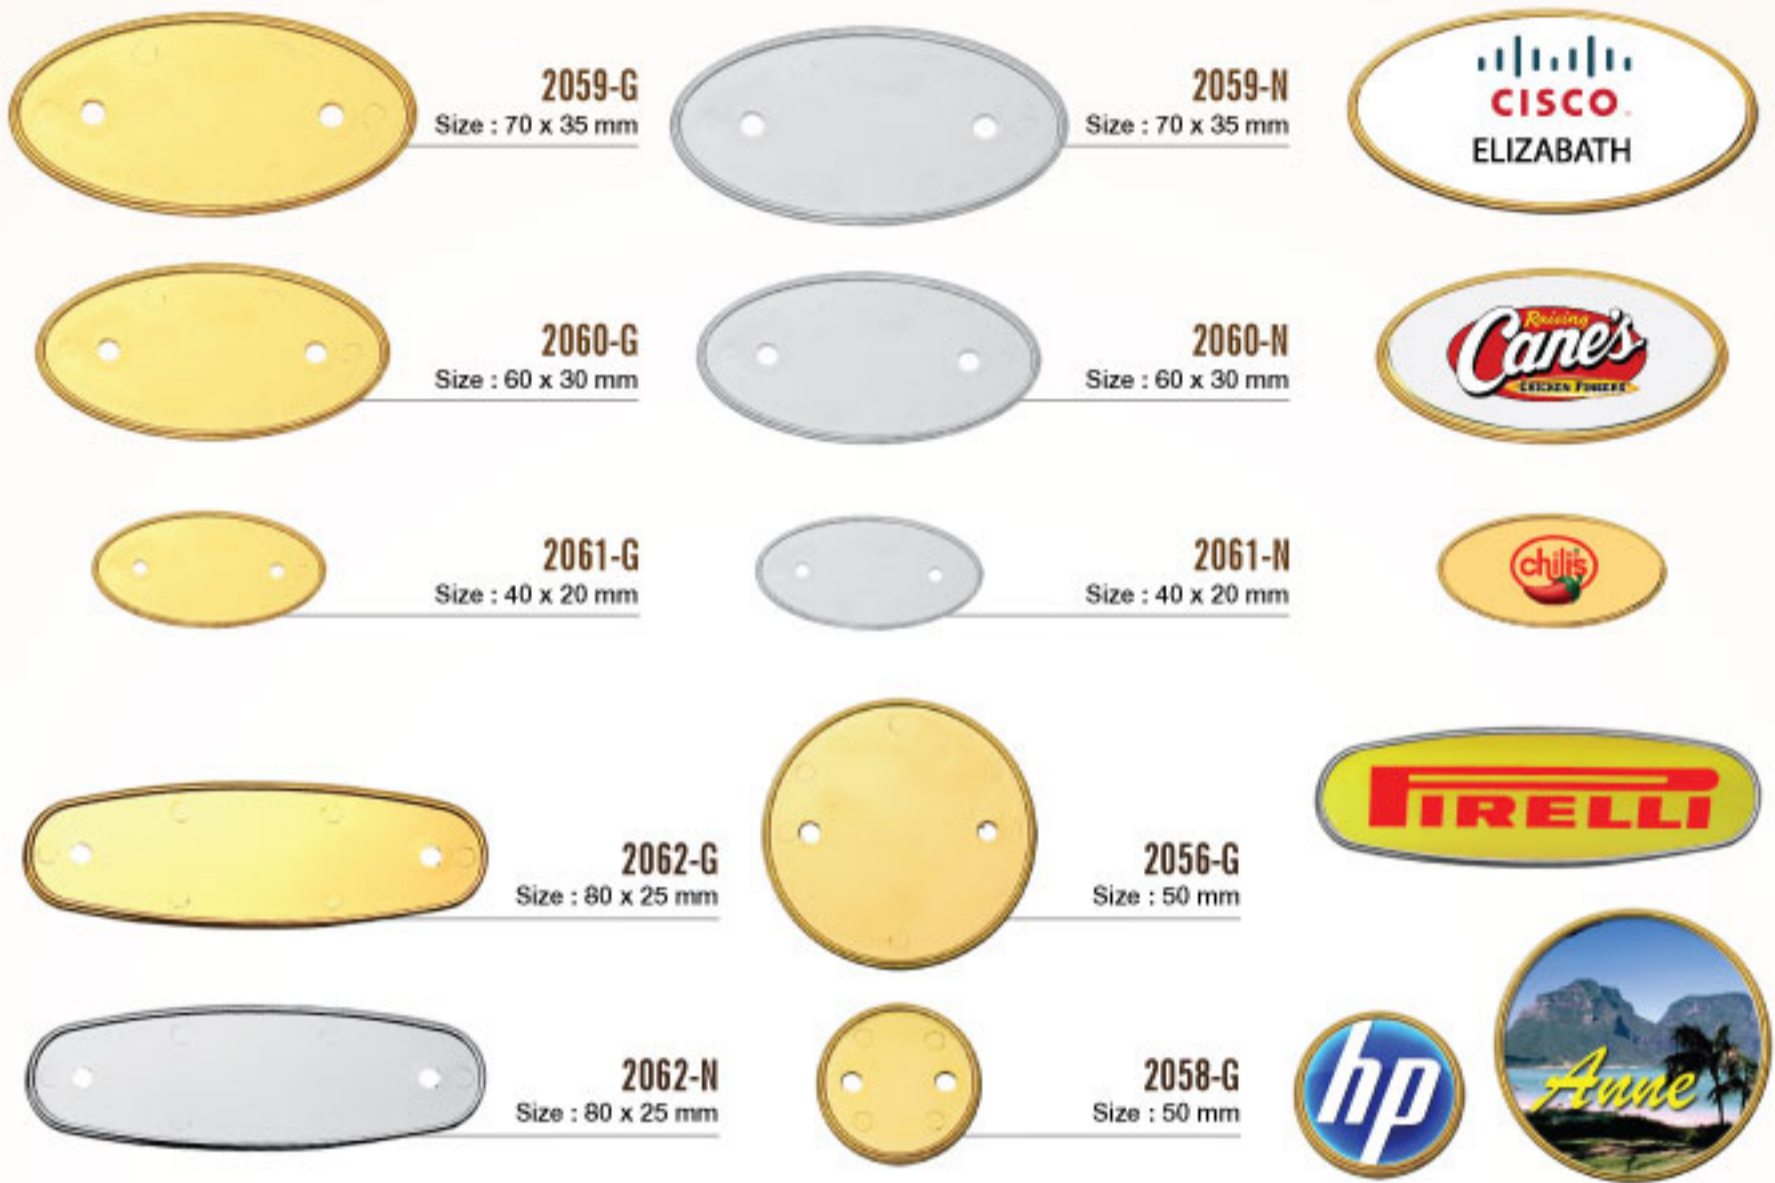 2059-G
Size : 70 x 35 mm
2059-N
Size : 70 x 35 mm
CISCO
ELIZABATH
2060-G
Size : 60 x 30 mm
2060-N
Size : 60 x 30 mm
Raising
Cane's
CHICKEN FINGERS
2061-G
Size : 40 x 20 mm
2061-N
Size : 40 x 20 mm
chili's
2062-G
Size : 80 x 25 mm
2056-G
Size : 50 mm
PIRELLI
2062-N
Size : 80 x 25 mm
2058-G
Size : 50 mm
hp
Anne